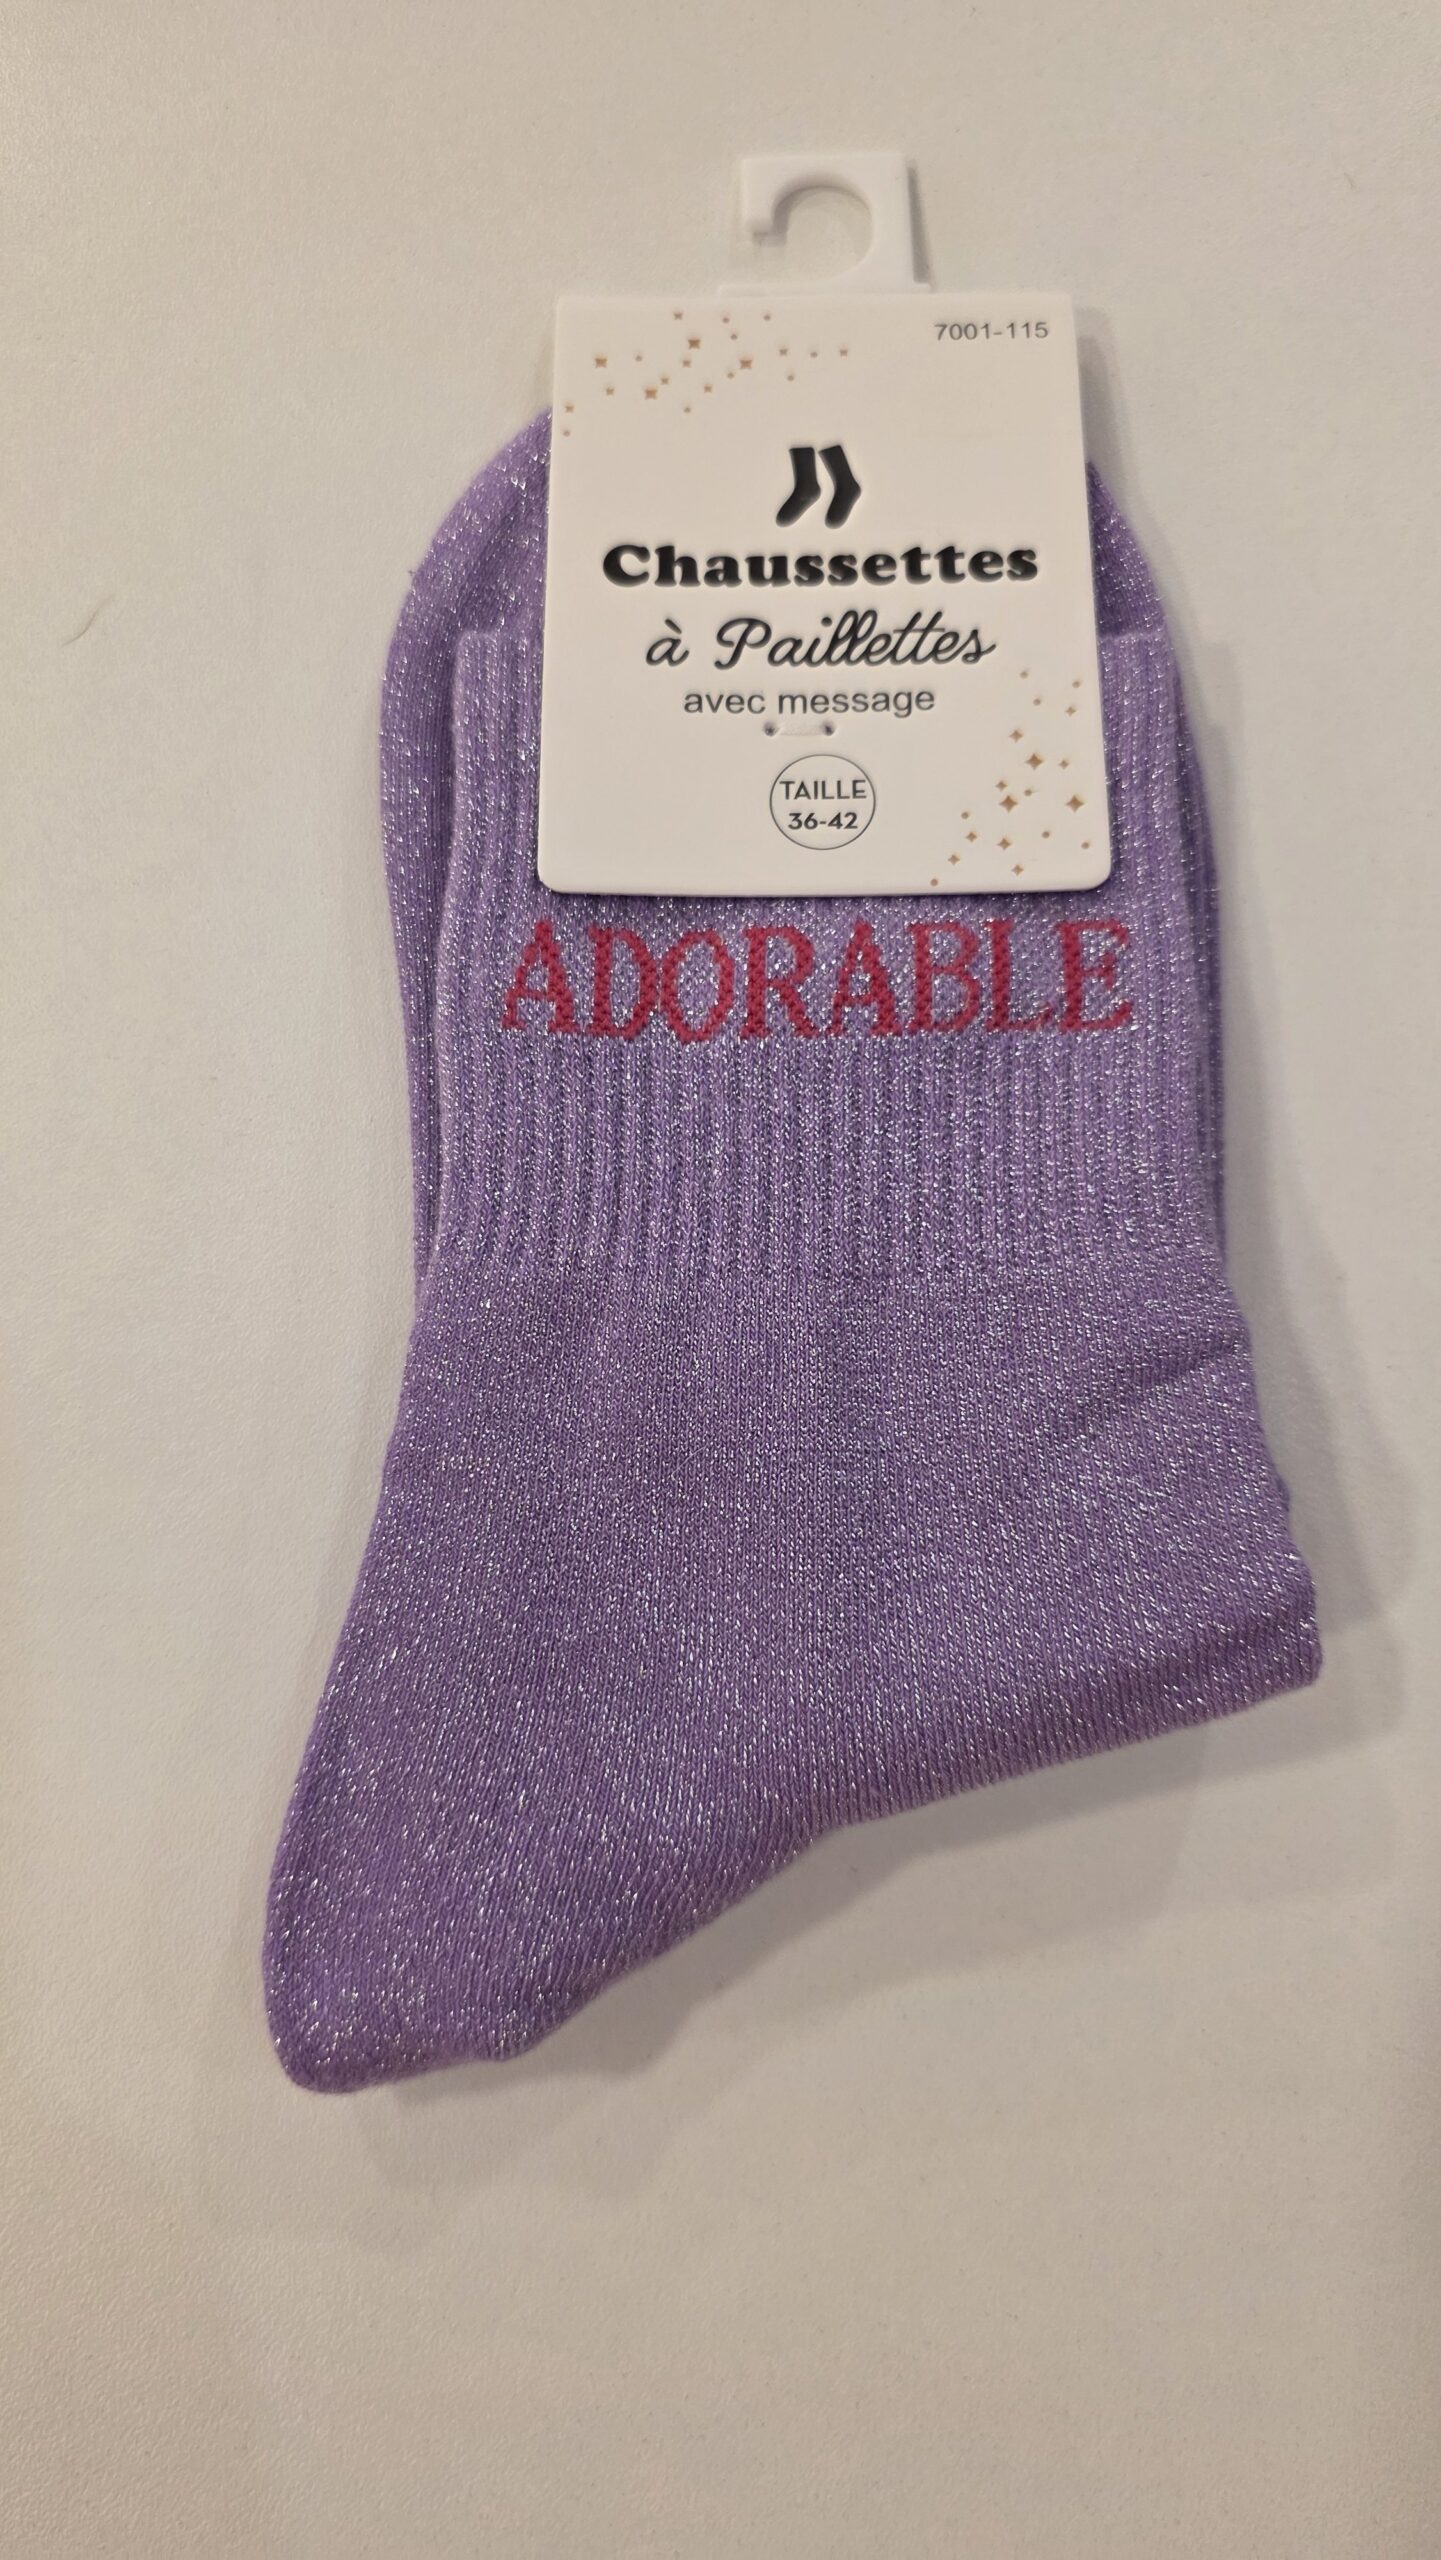 7001-115
Chaussettes
à Paillettes
avec message
TAILLE
36-42
ADORABLE